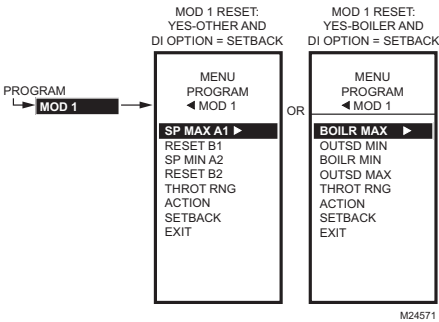 MOD 1 RESET:
YES-OTHER AND
DI OPTION = SETBACK
MOD 1 RESET:
YES-BOILER AND
DI OPTION = SETBACK
PROGRAM
MOD 1
MENU
PROGRAM
◄ MOD 1
SP MAX A1 ►
RESET B1
SP MIN A2
RESET B2
THROT RNG
ACTION
SETBACK
EXIT
OR
MENU
PROGRAM
◄ MOD 1
BOILR MAX ►
OUTSD MIN
BOILR MIN
OUTSD MAX
THROT RNG
ACTION
SETBACK
EXIT
M24571